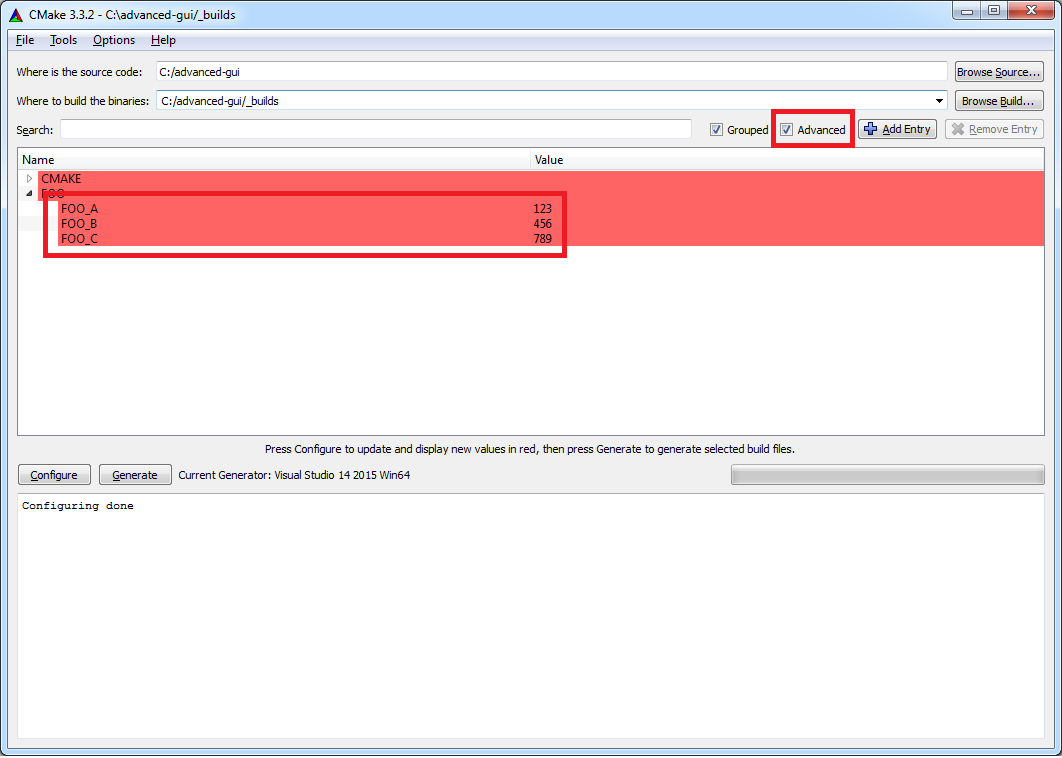 CMake 3.3.2 - C:\advanced-gui/_builds
File Tools Options Help
Where is the source code: C:/advanced-gui Browse Source...
Where to build the binaries: C:/advanced-gui/_builds Browse Build...
Search: Grouped Advanced Add Entry Remove Entry
Name Value
CMAKE
FOO
FOO_A 123
FOO_B 456
FOO_C 789
Press Configure to update and display new values in red, then press Generate to generate selected build files.
Configure Generate Current Generator: Visual Studio 14 2015 Win64
Configuring done